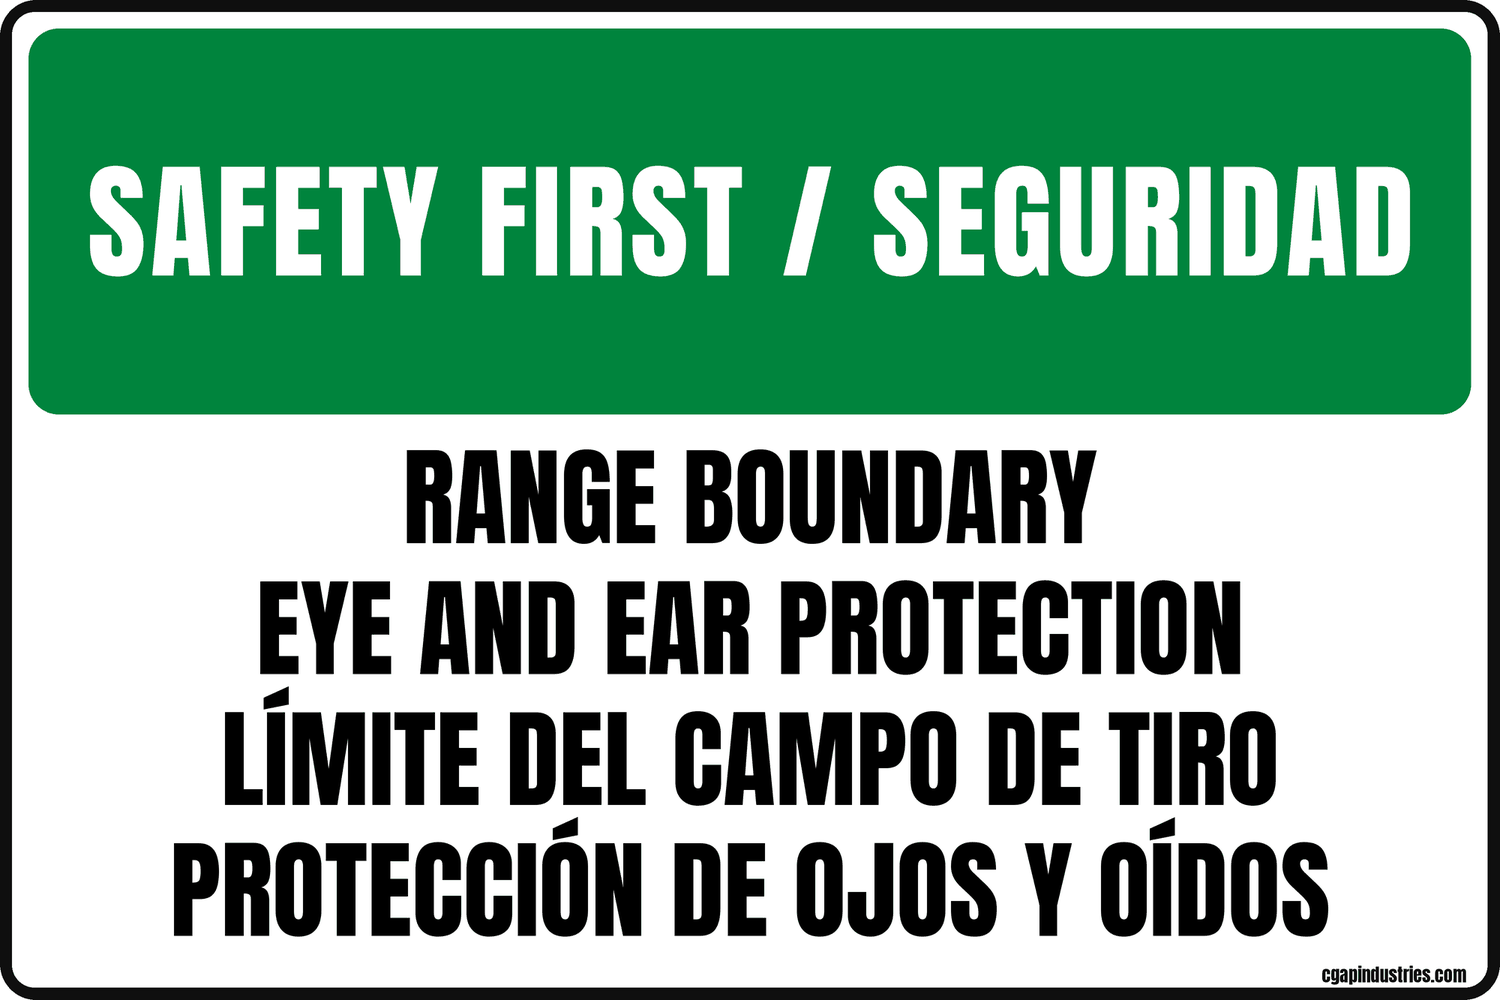 SAFETY FIRST / SEGURIDAD
RANGE BOUNDARY
EYE AND EAR PROTECTION
LÍMITE DEL CAMPO DE TIRO
PROTECCIÓN DE OJOS Y OÍDOS
cgapindustries.com